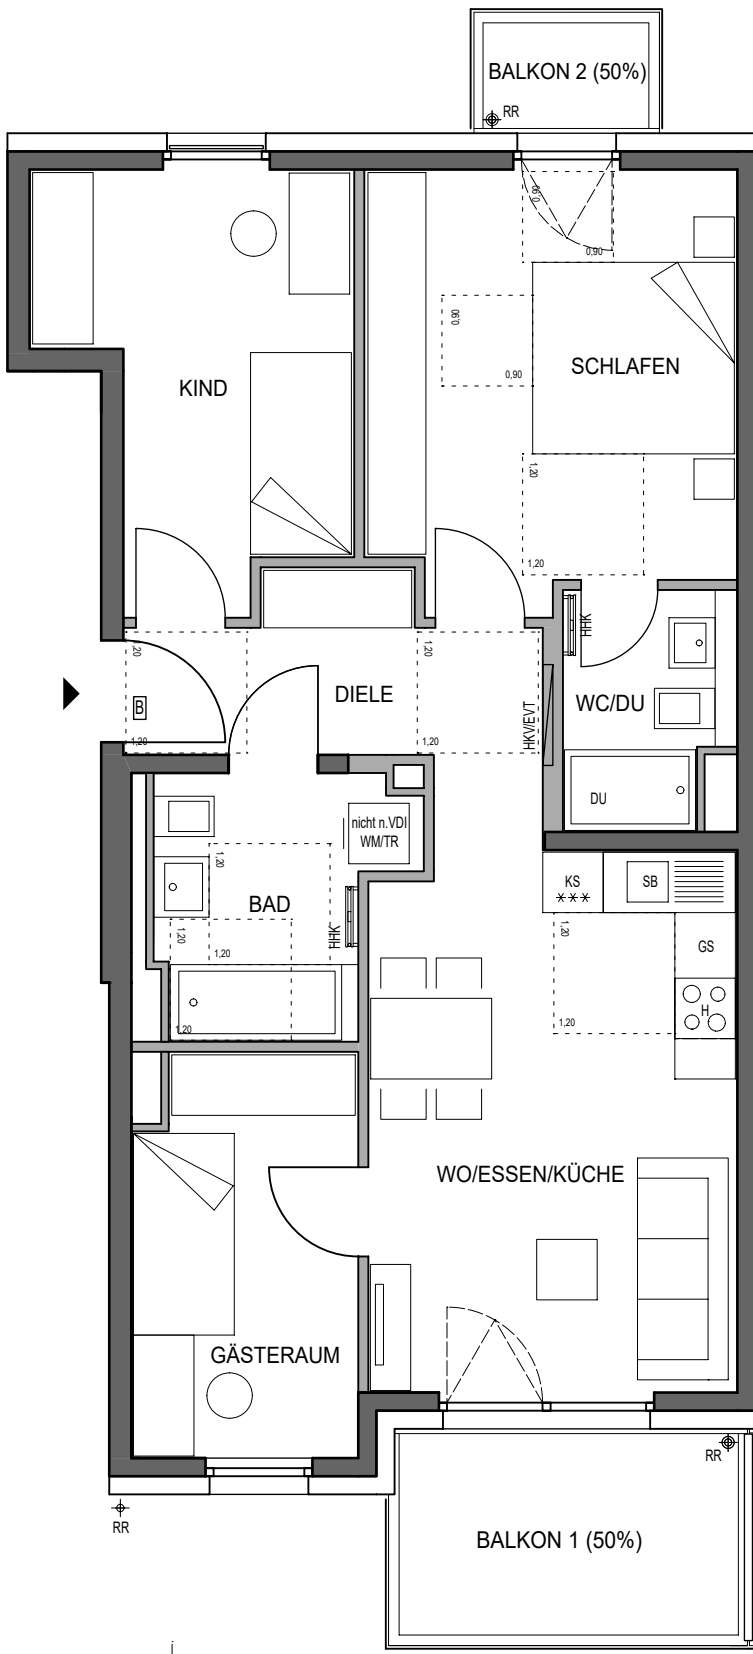 BALKON 2 (50%)
RR
0,90
0,90
KIND
SCHLAFEN
0,90
0,90
1,20
1,20
HHK
1,20
1,20
B
DIELE
1,20
1,20
HKV/EVT
WC/DU
DU
nicht n.VDI
WM/TR
1,20
BAD
1,20
1,20
1,20
HHK
KS
***
SB
GS
1,20
1,20
H
WO/ESSEN/KÜCHE
GÄSTERAUM
RR
RR
BALKON 1 (50%)
i